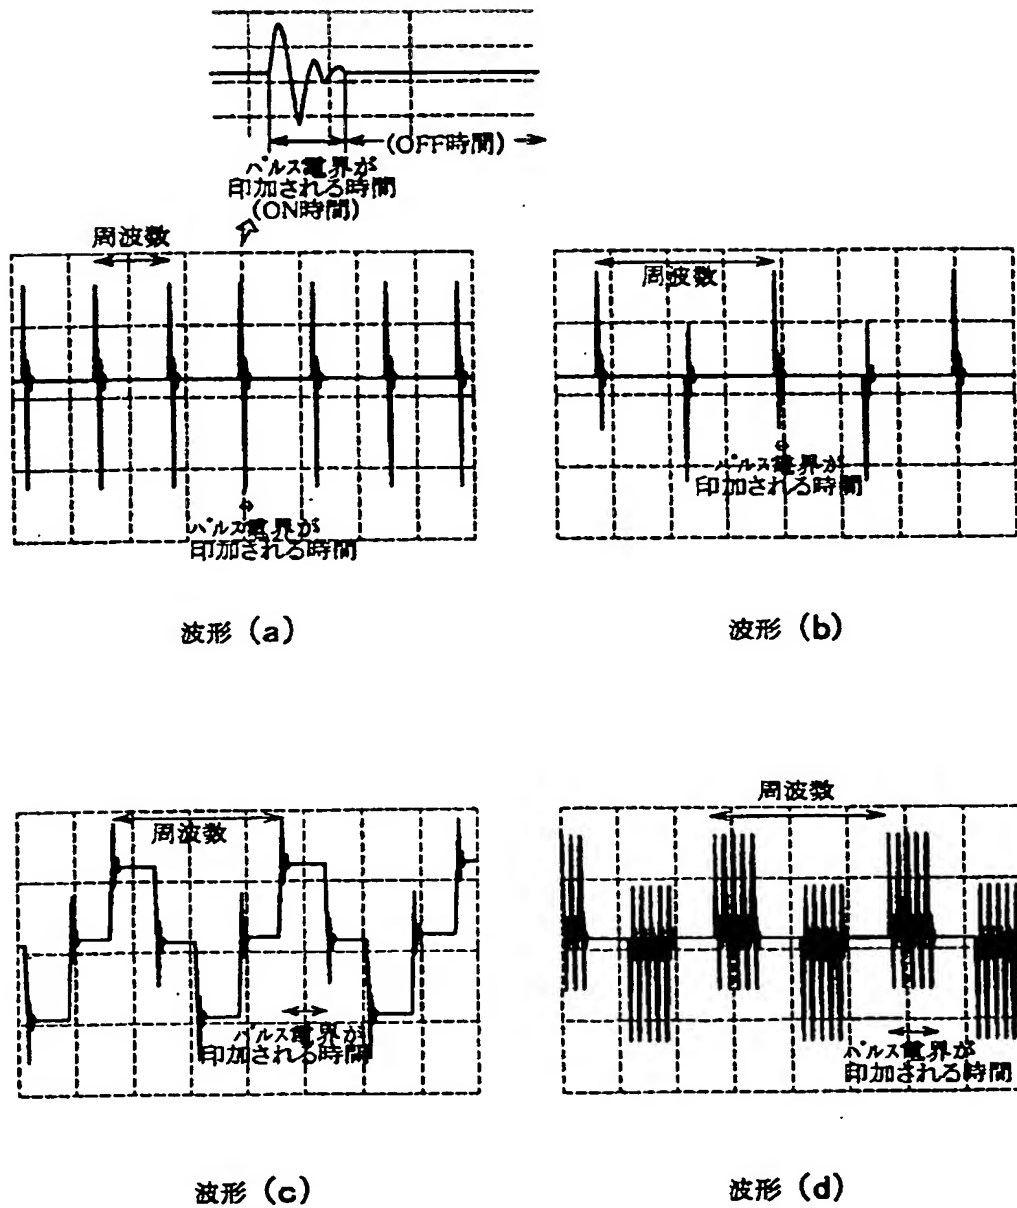 (OFF時間)
パルス電界が
印加される時間
(ON時間)
周波数
パルス電界が
印加される時間
波形 (a)
周波数
パルス電界が
印加される時間
波形 (b)
周波数
パルス電界が
印加される時間
波形 (c)
周波数
パルス電界が
印加される時間
波形 (d)